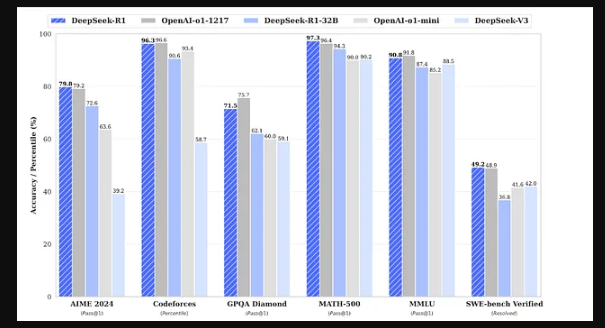 DeepSeek-R1 OpenAI-o1-1217 DeepSeek-R1-32B OpenAI-o1-mini DeepSeek-V3
Accuracy / Percentile (%)
100
80
60
40
20
0
79.8 79.2 72.6 63.6 39.2
96.3 96.6 90.6 93.4 58.7
71.5 75.7 62.1 60.0 59.1
97.3 96.4 94.3 90.0 90.2
90.8 91.8 87.4 85.2 88.5
49.2 48.9 36.8 41.6 42.0
AIME 2024 Codeforces GPQA Diamond MATH-500 MMLU SWE-bench Verified
(Pass@1) (Percentile) (Pass@1) (Pass@1) (Pass@1) (Resolved)